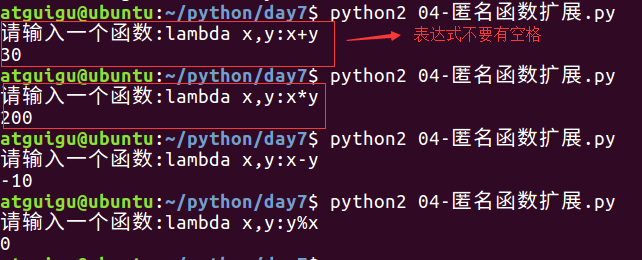 atguigu@ubuntu:~/python/day7$ python2 04-匿名函数扩展.py
请输入一个函数:lambda x,y:x+y
表达式不要有空格
30
atguigu@ubuntu:~/python/day7$ python2 04-匿名函数扩展.py
请输入一个函数:lambda x,y:x*y
200
atguigu@ubuntu:~/python/day7$ python2 04-匿名函数扩展.py
请输入一个函数:lambda x,y:x-y
-10
atguigu@ubuntu:~/python/day7$ python2 04-匿名函数扩展.py
请输入一个函数:lambda x,y:y%x
0